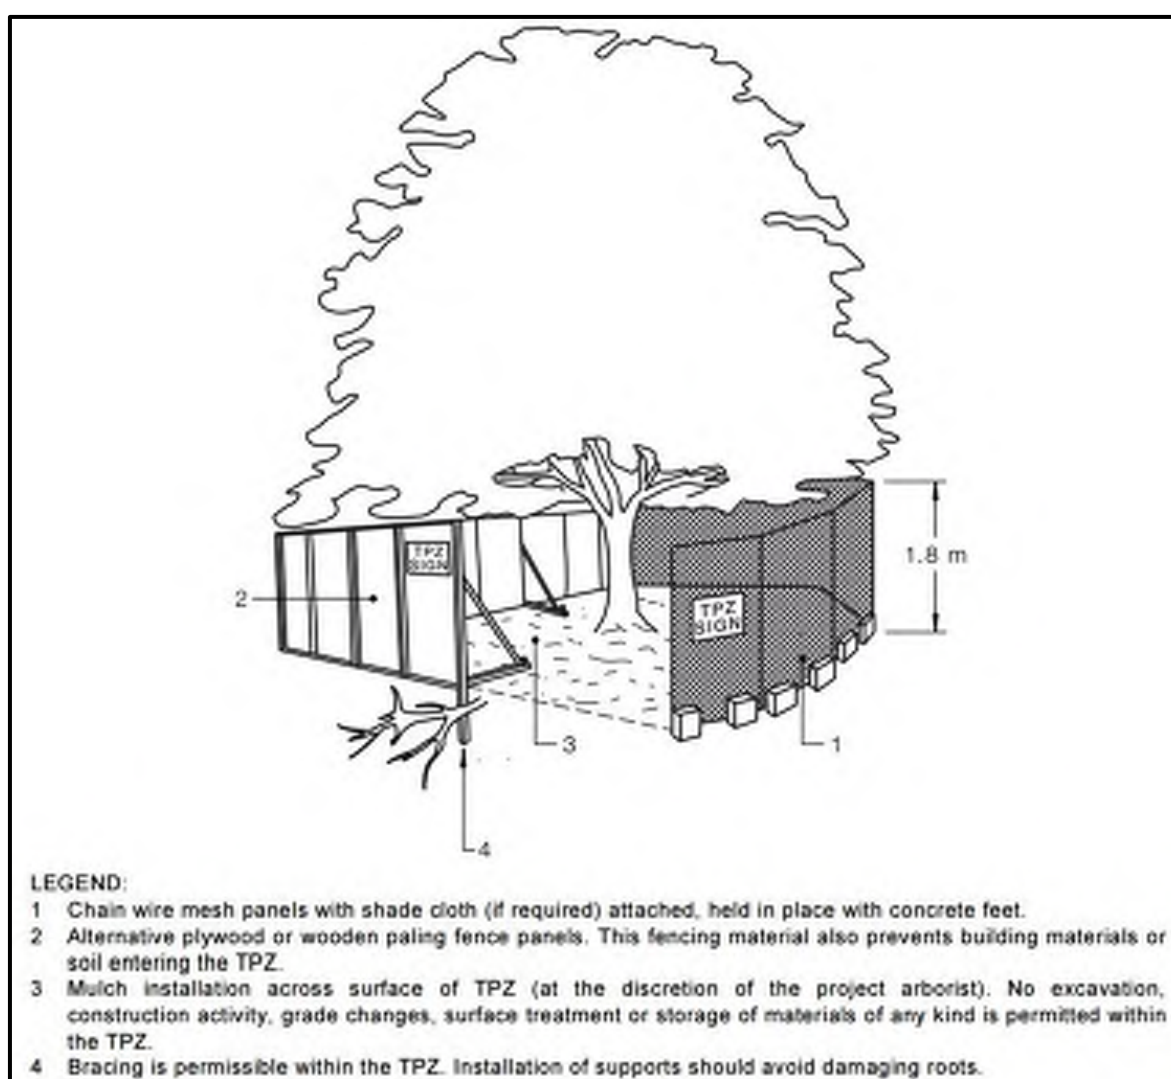 TPZ
SIGN
TPZ
SIGN
1.8 m
2
3
1
4
LEGEND:
1 Chain wire mesh panels with shade cloth (if required) attached, held in place with concrete feet.
2 Alternative plywood or wooden paling fence panels. This fencing material also prevents building materials or
soil entering the TPZ.
3 Mulch installation across surface of TPZ (at the discretion of the project arborist). No excavation,
construction activity, grade changes, surface treatment or storage of materials of any kind is permitted within
the TPZ.
4 Bracing is permissible within the TPZ. Installation of supports should avoid damaging roots.